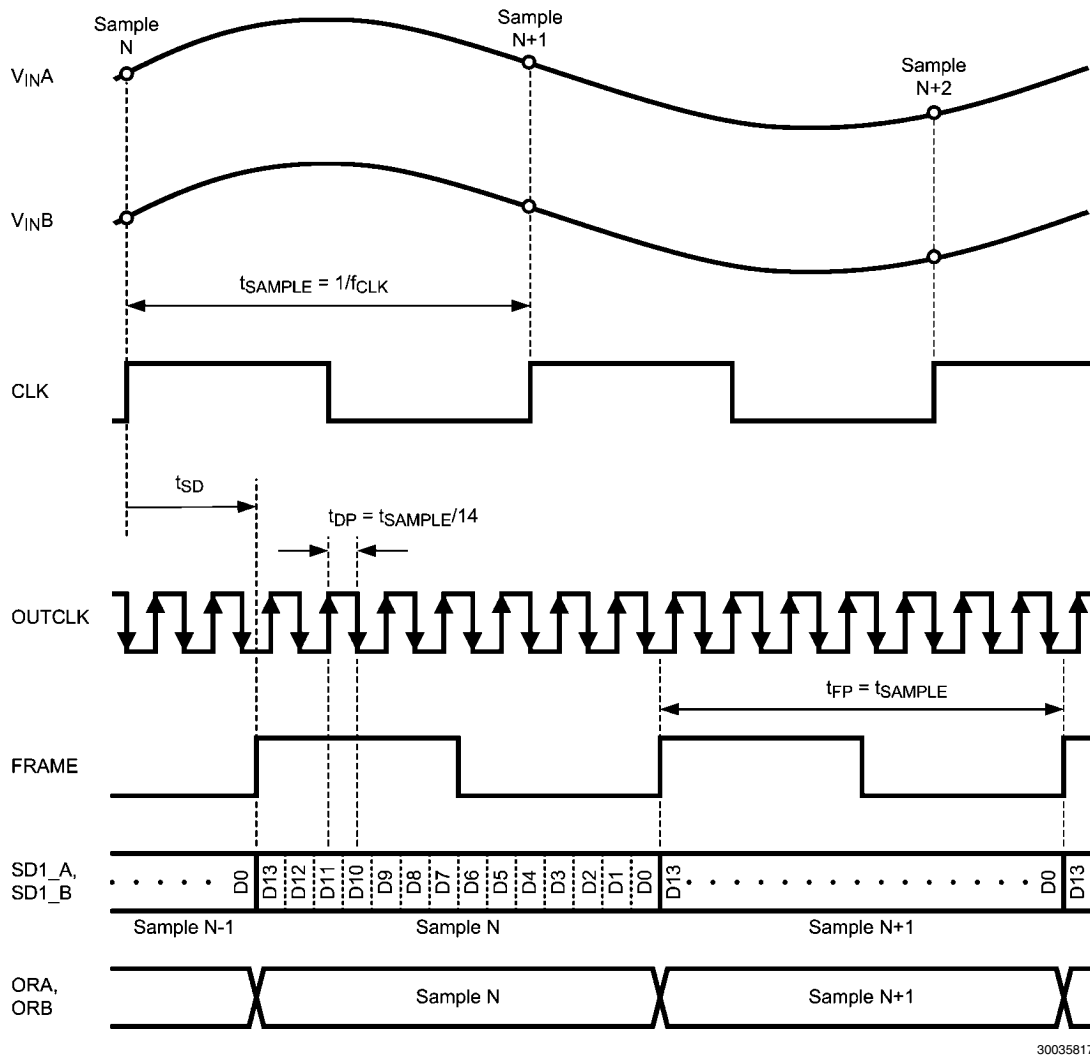 Sample
N
Sample
N+1
Sample
N+2
VINA
VINB
tSAMPLE = 1/fCLK
CLK
tSD
tDP = tSAMPLE/14
OUTCLK
tFP = tSAMPLE
FRAME
SD1_A,
SD1_B
D0
D13
D12
D11
D10
D9
D8
D7
D6
D5
D4
D3
D2
D1
D0
D13
D0
D13
Sample N-1
Sample N
Sample N+1
ORA,
ORB
Sample N
Sample N+1
30035817